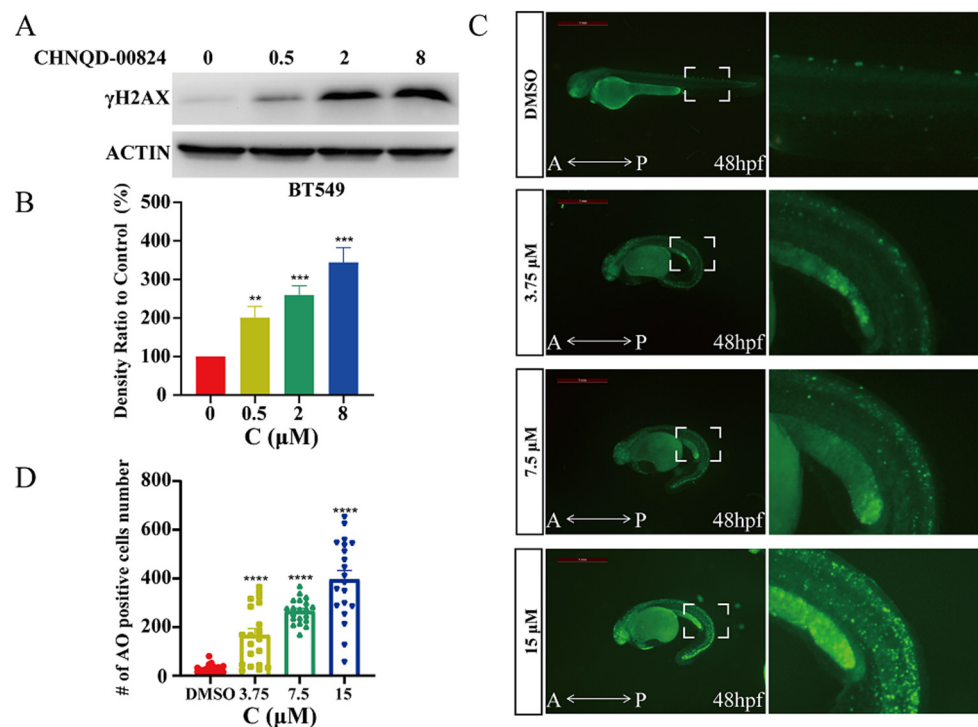 A
CHNQD-00824 0 0.5 2 8
γH2AX
ACTIN
BT549
B
Density Ratio to Control (%)
500
400
300
200
100
0
**
***
***
0 0.5 2 8
C (μM)
D
# of AO positive cells number
800
600
400
200
0
****
****
****
DMSO 3.75 7.5 15
C (μM)
C
DMSO
A P 48hpf
3.75 μM
A P 48hpf
7.5 μM
A P 48hpf
15 μM
A P 48hpf